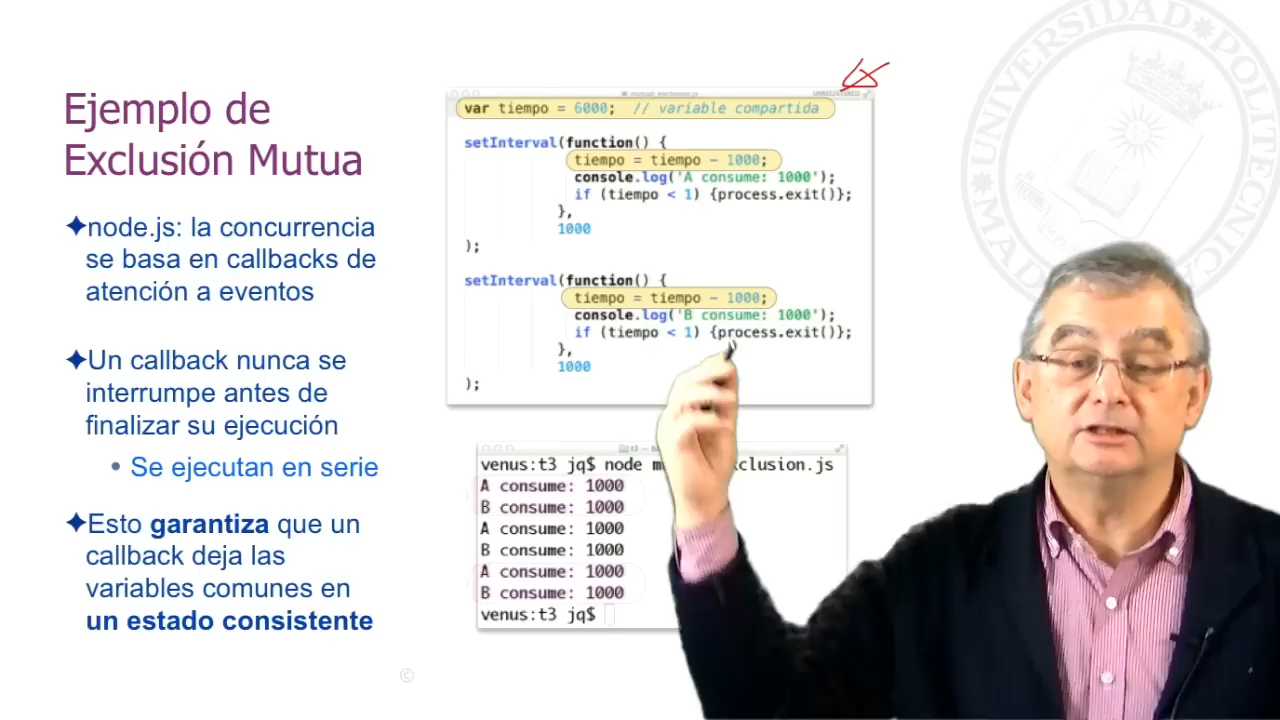 Ejemplo de
Exclusión Mutua
✦node.js: la concurrencia
se basa en callbacks de
atención a eventos
✦Un callback nunca se
interrumpe antes de
finalizar su ejecución
• Se ejecutan en serie
✦Esto garantiza que un
callback deja las
variables comunes en
un estado consistente
var tiempo = 6000;  // variable compartida
setInterval(function() {
tiempo = tiempo - 1000;
console.log('A consume: 1000');
if (tiempo < 1) {process.exit()};
},
1000
);
setInterval(function() {
tiempo = tiempo - 1000;
console.log('B consume: 1000');
if (tiempo < 1) {process.exit()};
},
1000
);
venus:t3 jq$ node
A consume: 1000
B consume: 1000
A consume: 1000
B consume: 1000
A consume: 1000
B consume: 1000
venus:t3 jq$
©
UNIVERSIDAD POLITÉCNICA